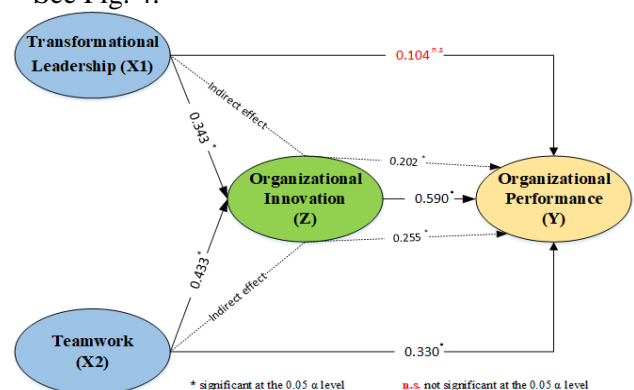 See Fig. 4.
Transformational
Leadership (X1)
0.104 n.s
Indirect effect
0.343 *
0.202 *
Organizational
Innovation
(Z)
0.590*
Organizational
Performance
(Y)
0.255 *
0.433*
Indirect effect
Teamwork
(X2)
0.330*
* significant at the 0.05 α level
n.s. not significant at the 0.05 α level